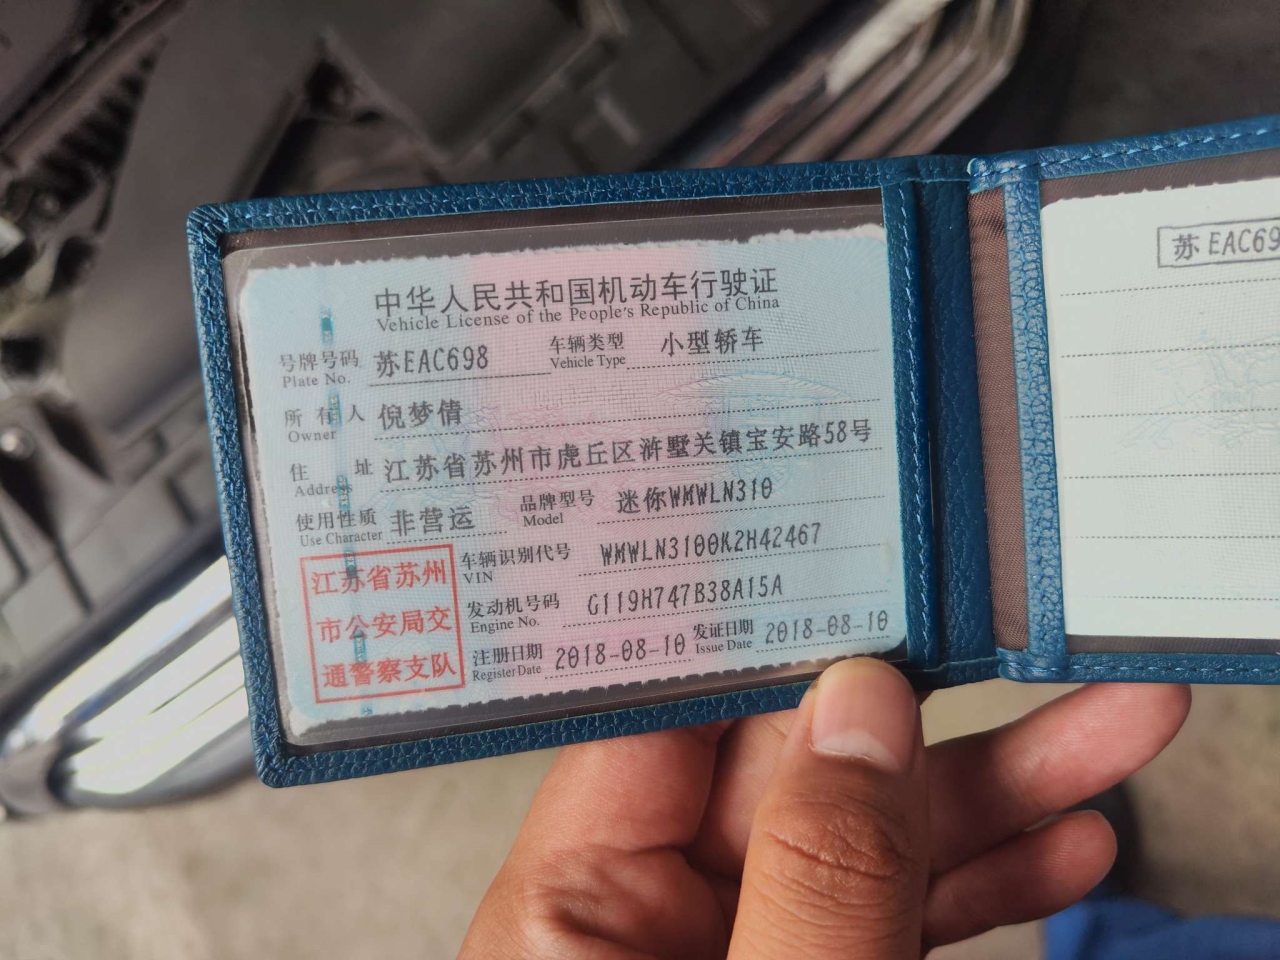 中华人民共和国机动车行驶证
Vehicle License of the People's Republic of China
号牌号码 苏EAC698 车辆类型 小型轿车
Plate No. Vehicle Type
所有人 倪梦倩
Owner
住址 江苏省苏州市虎丘区浒墅关镇宝安路58号
Address
使用性质 非营运 品牌型号 迷你WMWLN310
Use Character Model
车辆识别代号 WMWLN3100K2H42467
VIN
发动机号码 G119H747B38A15A
Engine No.
注册日期 2018-08-10 发证日期 2018-08-10
Register Date Issue Date
江苏省苏州
市公安局交
通警察支队
苏EAC69